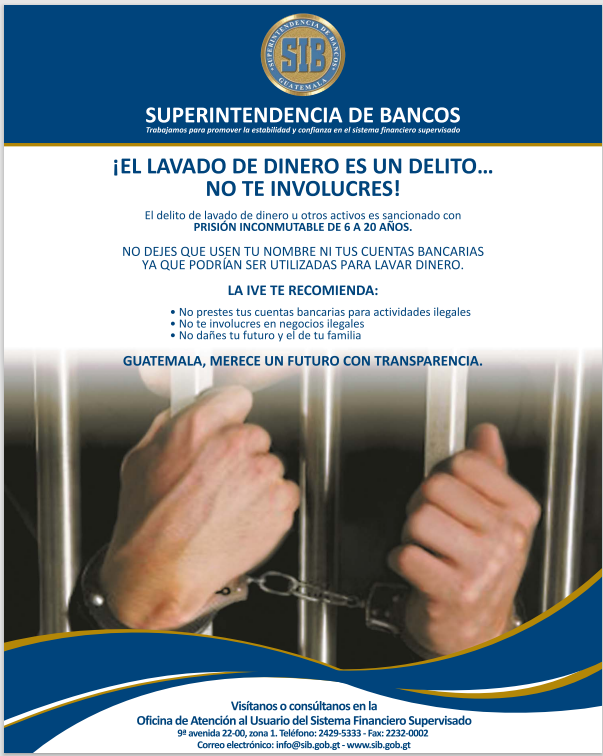 SUPERINTENDENCIA DE BANCOS
SIB
GUATEMALA
SUPERINTENDENCIA DE BANCOS
Trabajamos para promover la estabilidad y confianza en el sistema financiero supervisado
¡EL LAVADO DE DINERO ES UN DELITO...
NO TE INVOLUCRES!
El delito de lavado de dinero u otros activos es sancionado con
PRISIÓN INCONMUTABLE DE 6 A 20 AÑOS.
NO DEJES QUE USEN TU NOMBRE NI TUS CUENTAS BANCARIAS
YA QUE PODRÍAN SER UTILIZADAS PARA LAVAR DINERO.
LA IVE TE RECOMIENDA:
• No prestes tus cuentas bancarias para actividades ilegales
• No te involucres en negocios ilegales
• No dañes tu futuro y el de tu familia
GUATEMALA, MERECE UN FUTURO CON TRANSPARENCIA.
Visítanos o consúltanos en la
Oficina de Atención al Usuario del Sistema Financiero Supervisado
9ª avenida 22-00, zona 1. Teléfono: 2429-5333 - Fax: 2232-0002
Correo electrónico: info@sib.gob.gt - www.sib.gob.gt